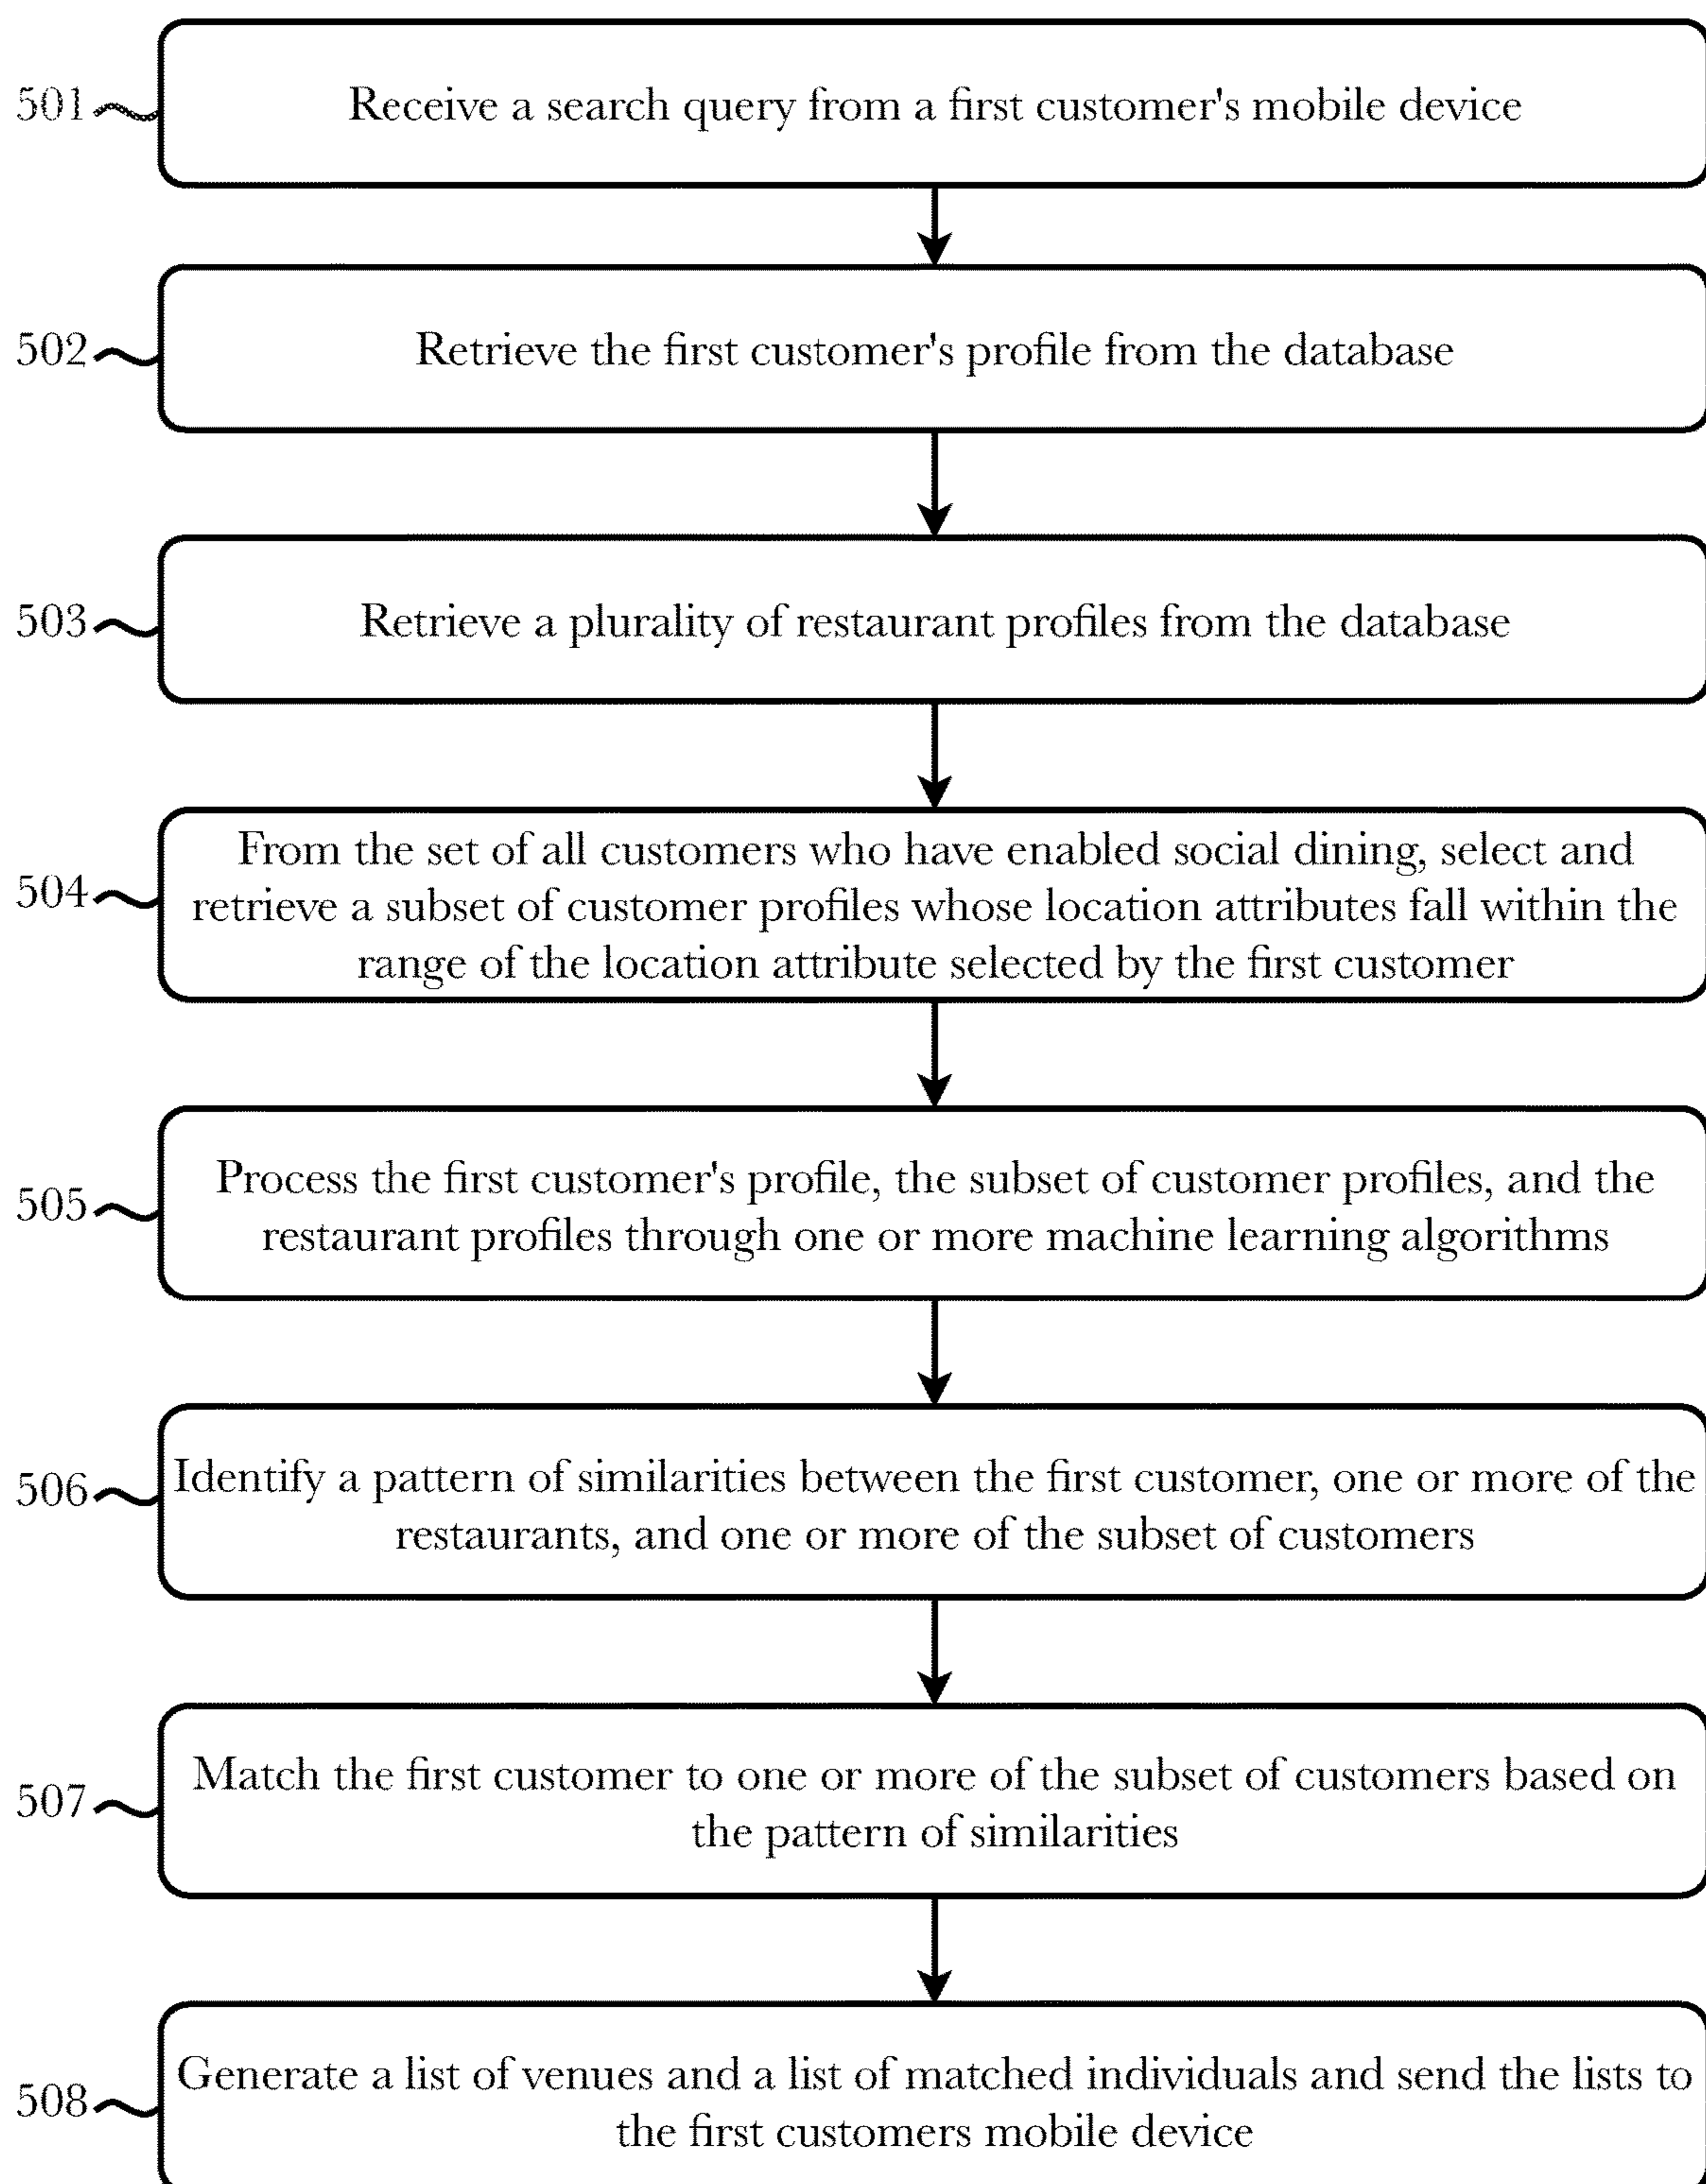 501
Receive a search query from a first customer's mobile device
502
Retrieve the first customer's profile from the database
503
Retrieve a plurality of restaurant profiles from the database
504
From the set of all customers who have enabled social dining, select and
retrieve a subset of customer profiles whose location attributes fall within the
range of the location attribute selected by the first customer
505
Process the first customer's profile, the subset of customer profiles, and the
restaurant profiles through one or more machine learning algorithms
506
Identify a pattern of similarities between the first customer, one or more of the
restaurants, and one or more of the subset of customers
507
Match the first customer to one or more of the subset of customers based on
the pattern of similarities
508
Generate a list of venues and a list of matched individuals and send the lists to
the first customers mobile device